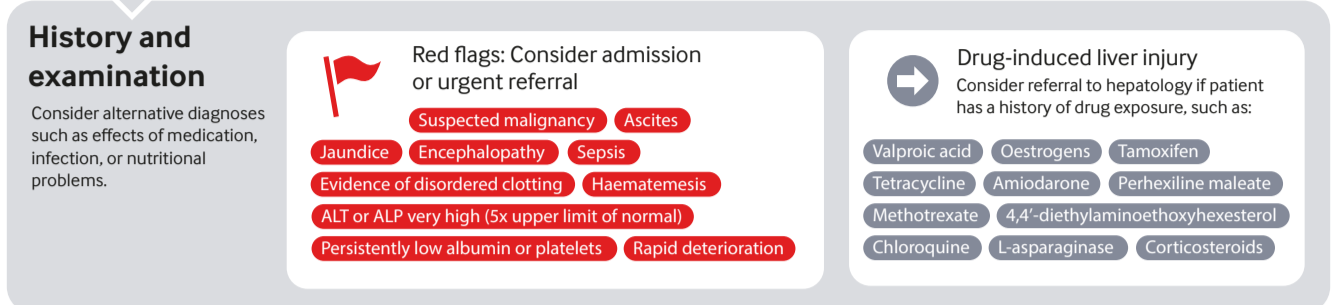 History and
examination
Consider alternative diagnoses
such as effects of medication,
infection, or nutritional
problems.
Red flags: Consider admission
or urgent referral
Suspected malignancy Ascites
Jaundice Encephalopathy Sepsis
Evidence of disordered clotting Haematemesis
ALT or ALP very high (5x upper limit of normal)
Persistently low albumin or platelets Rapid deterioration
Drug-induced liver injury
Consider referral to hepatology if patient
has a history of drug exposure, such as:
Valproic acid Oestrogens Tamoxifen
Tetracycline Amiodarone Perhexiline maleate
Methotrexate 4,4′-diethylaminoethoxyhexesterol
Chloroquine L-asparaginase Corticosteroids